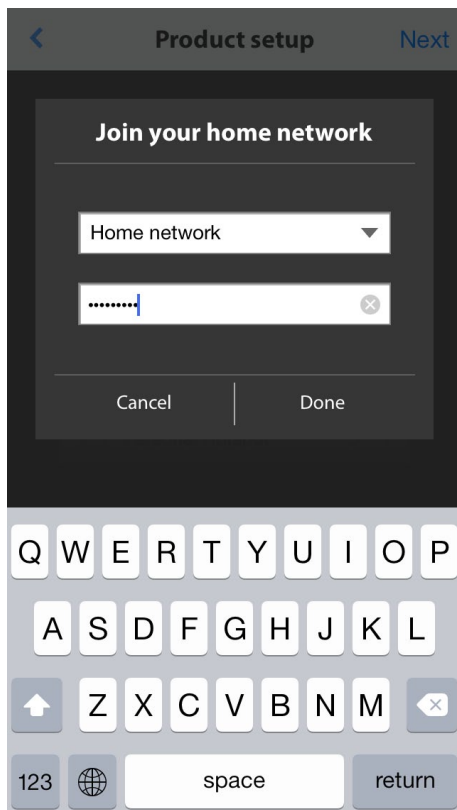 Product setup Next
Join your home network
Home network
•••••••••
Cancel Done
Q W E R T Y U I O P
A S D F G H J K L
Z X C V B N M
123 space return